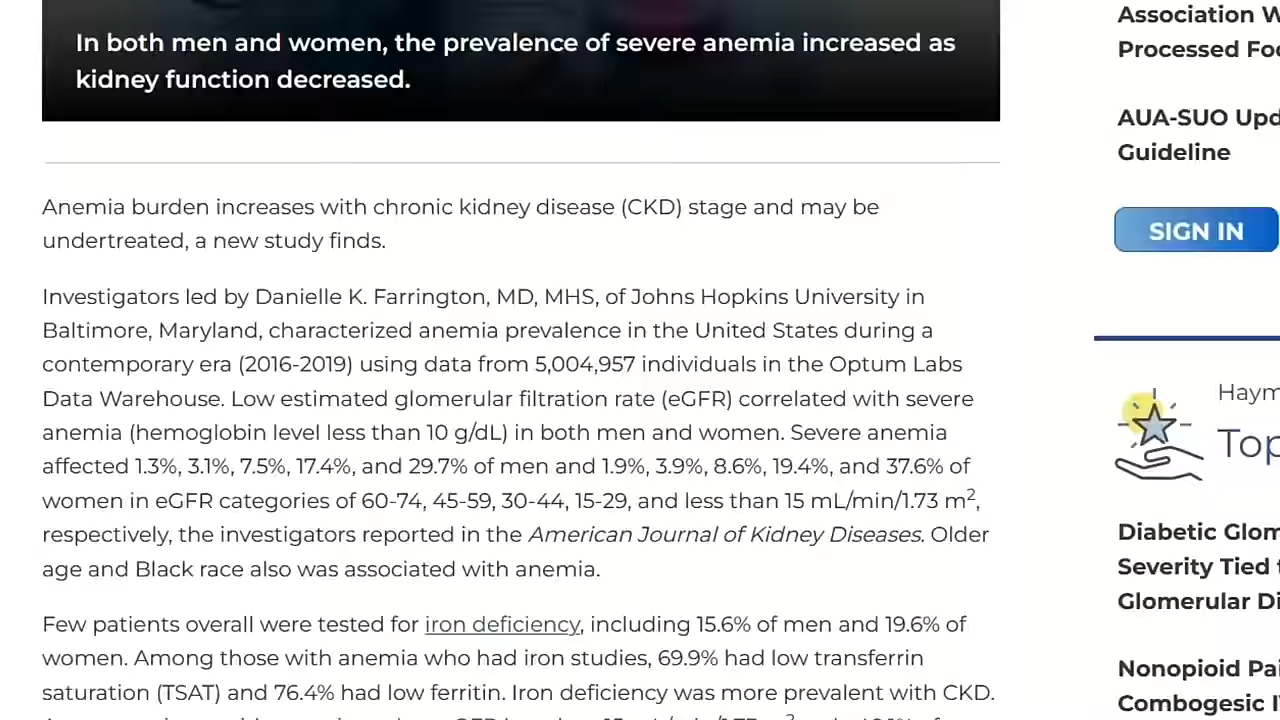 In both men and women, the prevalence of severe anemia increased as
kidney function decreased.
Anemia burden increases with chronic kidney disease (CKD) stage and may be
undertreated, a new study finds.
Investigators led by Danielle K. Farrington, MD, MHS, of Johns Hopkins University in
Baltimore, Maryland, characterized anemia prevalence in the United States during a
contemporary era (2016-2019) using data from 5,004,957 individuals in the Optum Labs
Data Warehouse. Low estimated glomerular filtration rate (eGFR) correlated with severe
anemia (hemoglobin level less than 10 g/dL) in both men and women. Severe anemia
affected 1.3%, 3.1%, 7.5%, 17.4%, and 29.7% of men and 1.9%, 3.9%, 8.6%, 19.4%, and 37.6% of
women in eGFR categories of 60-74, 45-59, 30-44, 15-29, and less than 15 mL/min/1.73 m²,
respectively, the investigators reported in the American Journal of Kidney Diseases. Older
age and Black race also was associated with anemia.
Few patients overall were tested for iron deficiency, including 15.6% of men and 19.6% of
women. Among those with anemia who had iron studies, 69.9% had low transferrin
saturation (TSAT) and 76.4% had low ferritin. Iron deficiency was more prevalent with CKD.
Association W
Processed Foo
AUA-SUO Upd
Guideline
SIGN IN
Haym
Top
Diabetic Glom
Severity Tied t
Glomerular Di
Nonopioid Pai
Combogesic I